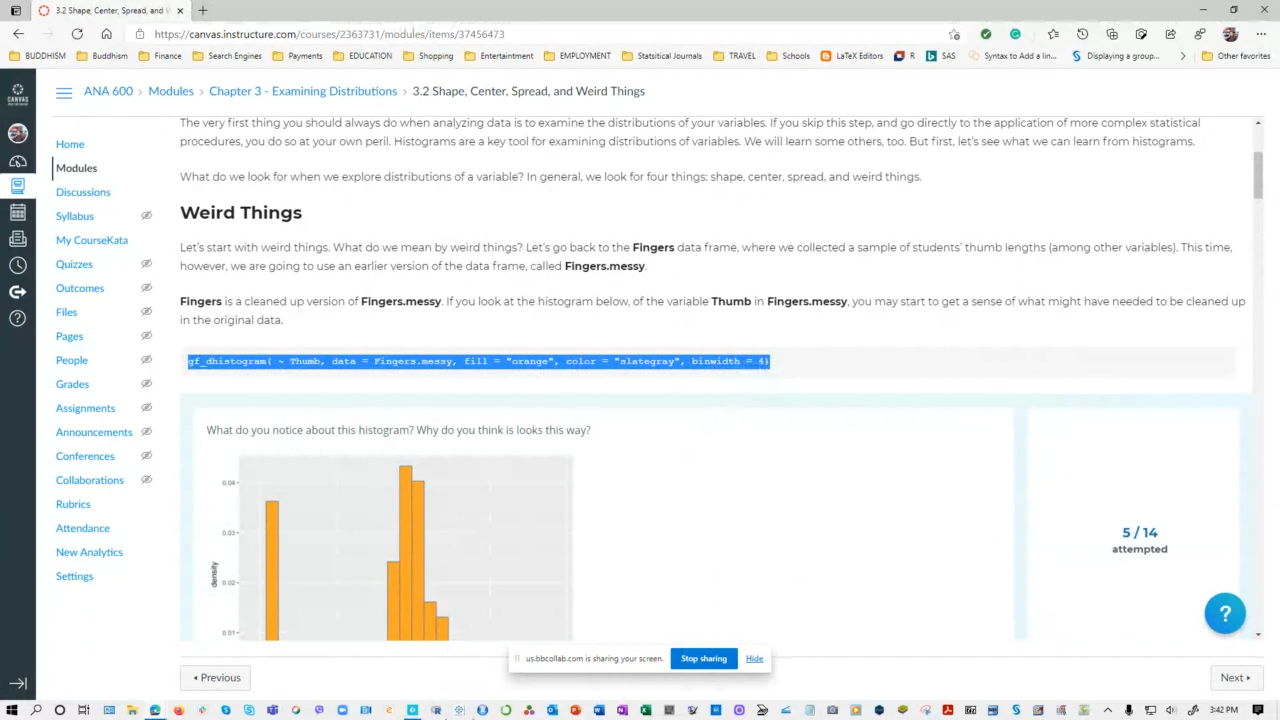 3.2 Shape, Center, Spread, and W
https://canvas.instructure.com/courses/2363731/modules/items/37456473
BUDDHISM
Buddhism
Finance
Search Engines
Payments
EDUCATION
Shopping
Entertainment
EMPLOYMENT
Statsitical Journals
TRAVEL
Schools
LaTeX Editors
R
SAS
Syntax to Add a lin...
Displaying a group...
Other favorites
CANVAS
ANA 600 › Modules › Chapter 3 - Examining Distributions › 3.2 Shape, Center, Spread, and Weird Things
Home
Modules
Discussions
Syllabus
My CourseKata
Quizzes
Outcomes
Files
Pages
People
Grades
Assignments
Announcements
Conferences
Collaborations
Rubrics
Attendance
New Analytics
Settings
The very first thing you should always do when analyzing data is to examine the distributions of your variables. If you skip this step, and go directly to the application of more complex statistical
procedures, you do so at your own peril. Histograms are a key tool for examining distributions of variables. We will learn some others, too. But first, let's see what we can learn from histograms.
What do we look for when we explore distributions of a variable? In general, we look for four things: shape, center, spread, and weird things.
Weird Things
Let's start with weird things. What do we mean by weird things? Let's go back to the Fingers data frame, where we collected a sample of students' thumb lengths (among other variables). This time,
however, we are going to use an earlier version of the data frame, called Fingers.messy.
Fingers is a cleaned up version of Fingers.messy. If you look at the histogram below, of the variable Thumb in Fingers.messy, you may start to get a sense of what might have needed to be cleaned up
in the original data.
gf_dhistogram( ~ Thumb, data = Fingers.messy, fill = "orange", color = "slategray", binwidth = 4)
What do you notice about this histogram? Why do you think is looks this way?
0.04
0.03
0.02
0.01
density
5 / 14
attempted
?
us.bbcollab.com is sharing your screen.
Stop sharing
Hide
Previous
Next
3:42 PM